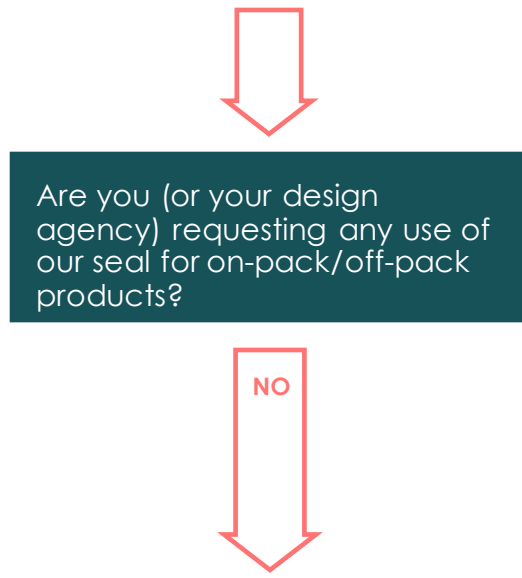 Are you (or your design
agency) requesting any use of
our seal for on-pack/off-pack
products?
NO